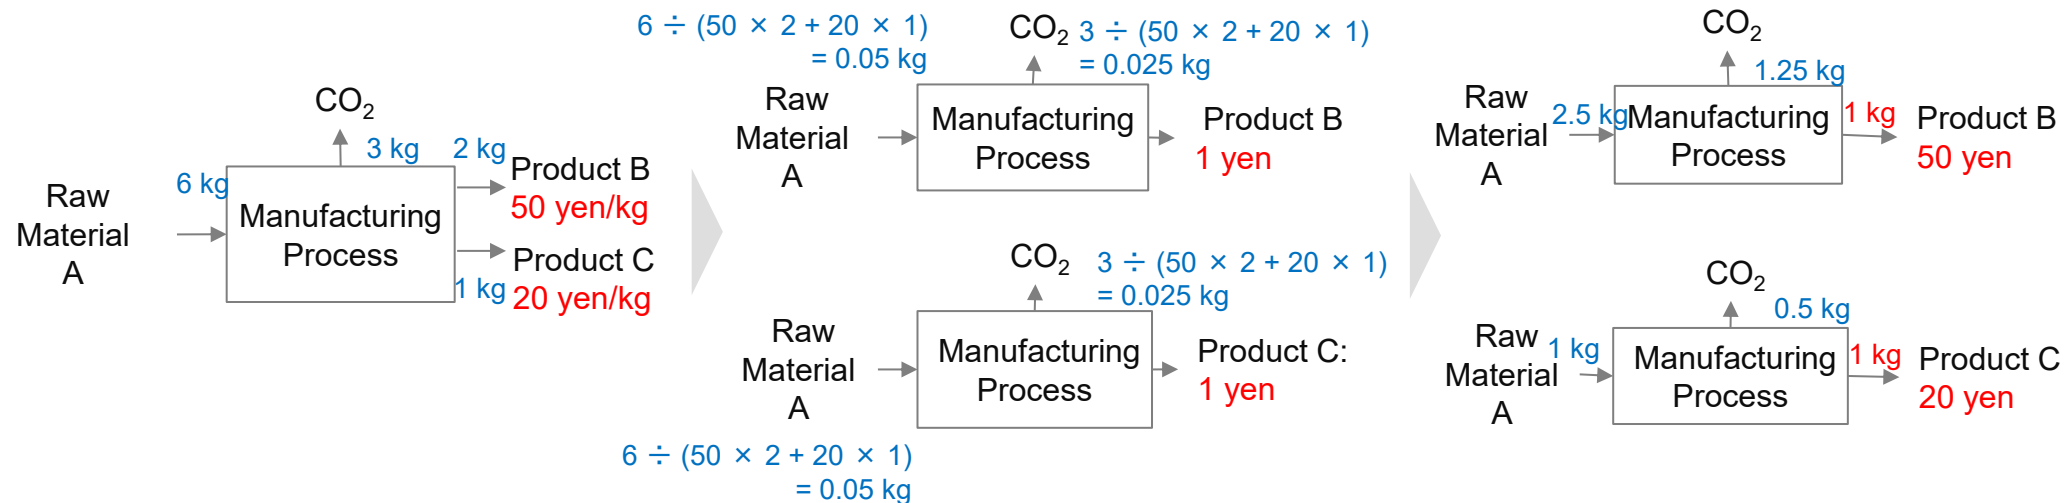 CO₂
3 kg
2 kg
6 kg
Raw
Material
A
Manufacturing
Process
Product B
50 yen/kg
Product C
1 kg
20 yen/kg
6 ÷ (50 × 2 + 20 × 1)
= 0.05 kg
CO₂
3 ÷ (50 × 2 + 20 × 1)
= 0.025 kg
Raw
Material
A
Manufacturing
Process
Product B
1 yen
CO₂
3 ÷ (50 × 2 + 20 × 1)
= 0.025 kg
Raw
Material
A
Manufacturing
Process
Product C:
1 yen
6 ÷ (50 × 2 + 20 × 1)
= 0.05 kg
CO₂
1.25 kg
Raw
Material
A
2.5 kg
Manufacturing
Process
1 kg
Product B
50 yen
CO₂
0.5 kg
Raw
Material
A
1 kg
Manufacturing
Process
1 kg
Product C
20 yen